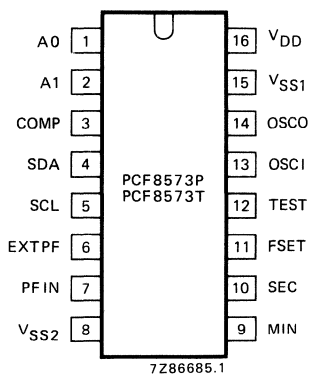 A0 1 16 VDD
A1 2 15 VSS1
COMP 3 14 OSCO
SDA 4 13 OSCI
PCF8573P
PCF8573T
SCL 5 12 TEST
EXTPF 6 11 FSET
PFIN 7 10 SEC
VSS2 8 9 MIN
7Z86685.1